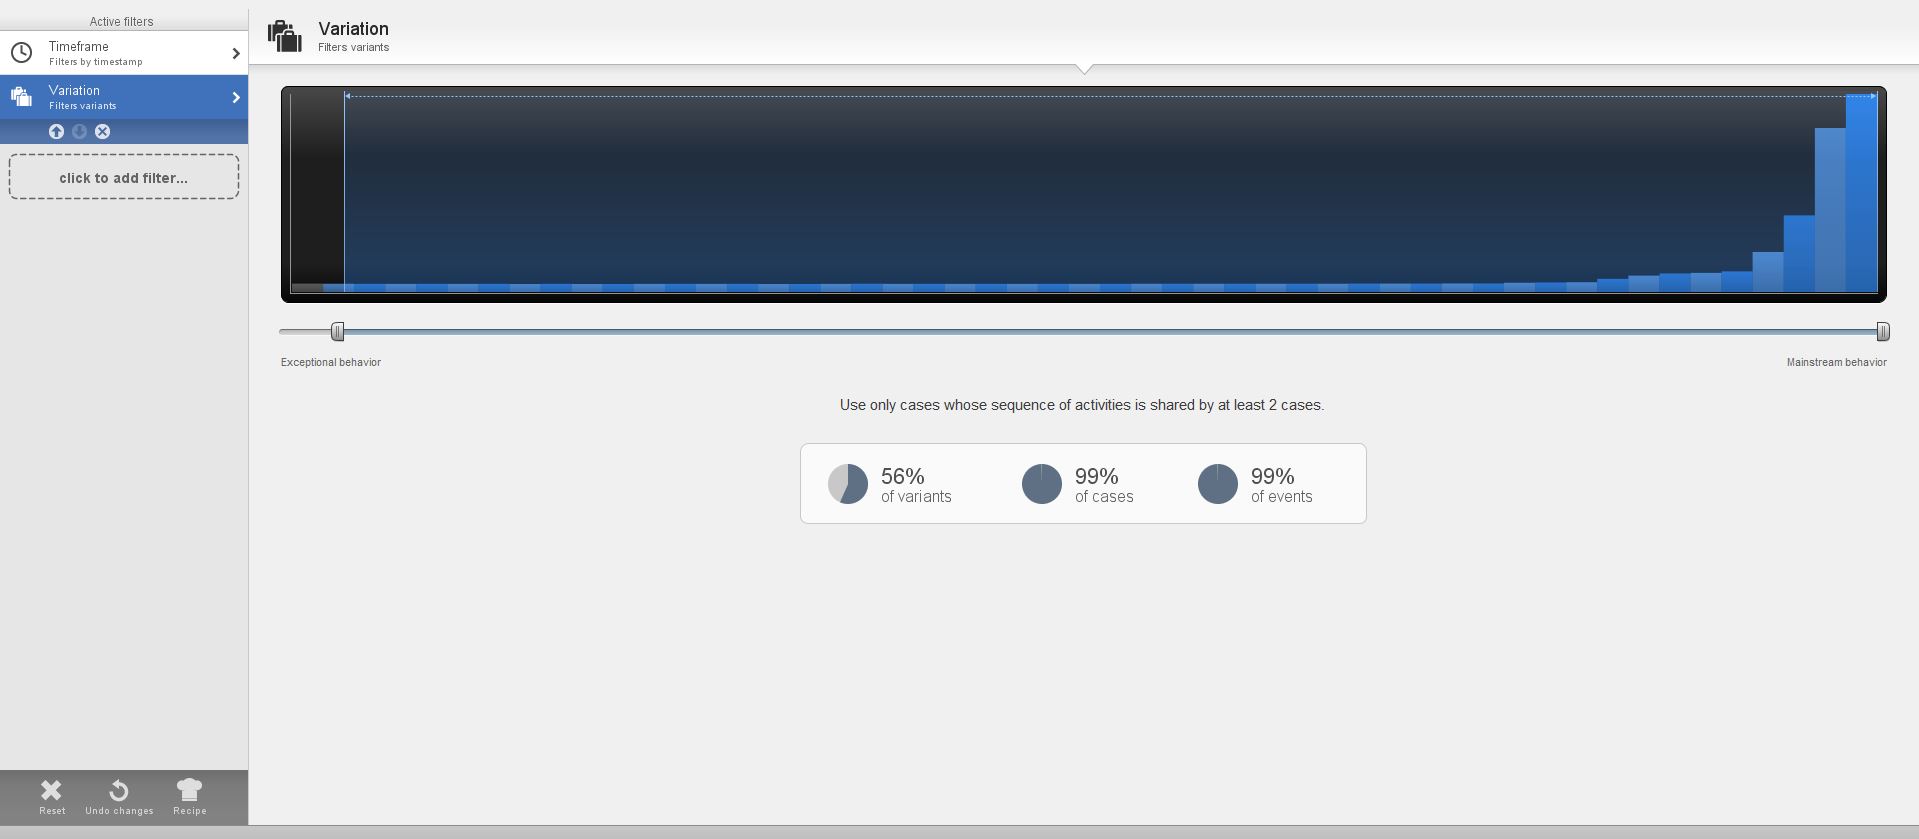 Active filters
Timeframe
Filters by timestamp
Variation
Filters variants
click to add filter...
Reset
Undo changes
Recipe
Variation
Filters variants
Exceptional behavior
Mainstream behavior
Use only cases whose sequence of activities is shared by at least 2 cases.
56%
of variants
99%
of cases
99%
of events